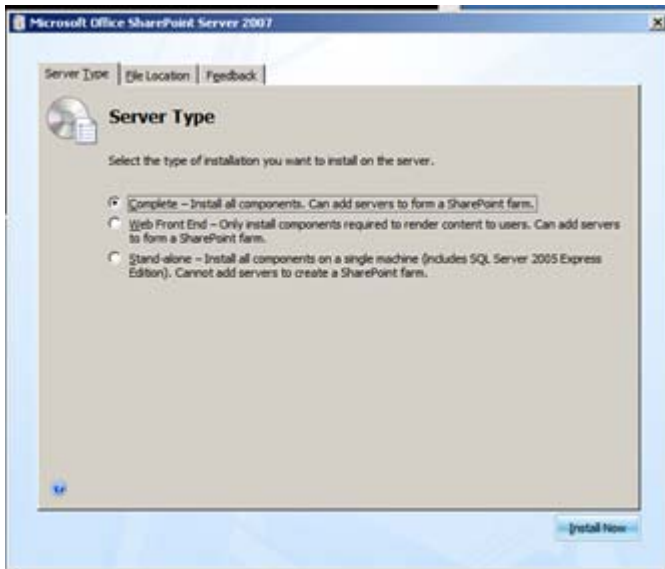 Microsoft Office SharePoint Server 2007
Server Type File Location Feedback
Server Type
Select the type of installation you want to install on the server.
Complete – Install all components. Can add servers to form a SharePoint farm.
Web Front End – Only install components required to render content to users. Can add servers
to form a SharePoint farm.
Stand-alone – Install all components on a single machine (includes SQL Server 2005 Express
Edition). Cannot add servers to create a SharePoint farm.
Install Now